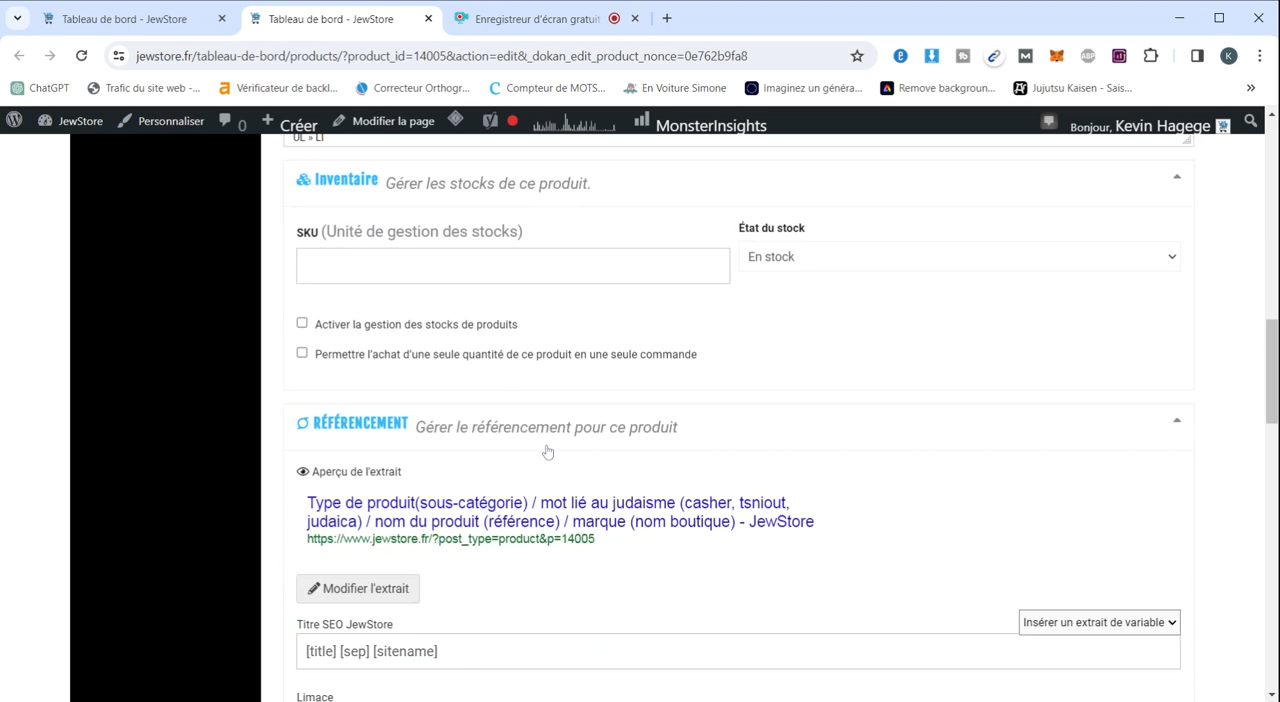 Tableau de bord - JewStore
Tableau de bord - JewStore
Enregistreur d'écran gratuit
jewstore.fr/tableau-de-bord/products/?product_id=14005&action=edit&_dokan_edit_product_nonce=0e762b9fa8
K
ChatGPT
Trafic du site web -...
Vérificateur de backl...
Correcteur Orthogr...
Compteur de MOTS...
En Voiture Simone
Imaginez un généra...
Remove backgroun...
Jujutsu Kaisen - Sais...
JewStore
Personnaliser
0
Créer
Modifier la page
MonsterInsights
Bonjour, Kevin Hagege
UL » LI
Inventaire Gérer les stocks de ce produit.
SKU (Unité de gestion des stocks)
État du stock
En stock
Activer la gestion des stocks de produits
Permettre l'achat d'une seule quantité de ce produit en une seule commande
RÉFÉRENCEMENT Gérer le référencement pour ce produit
Aperçu de l'extrait
Type de produit(sous-catégorie) / mot lié au judaisme (casher, tsniout,
judaica) / nom du produit (référence) / marque (nom boutique) - JewStore
https://www.jewstore.fr/?post_type=product&p=14005
Modifier l'extrait
Titre SEO JewStore
Insérer un extrait de variable
[title] [sep] [sitename]
Limace